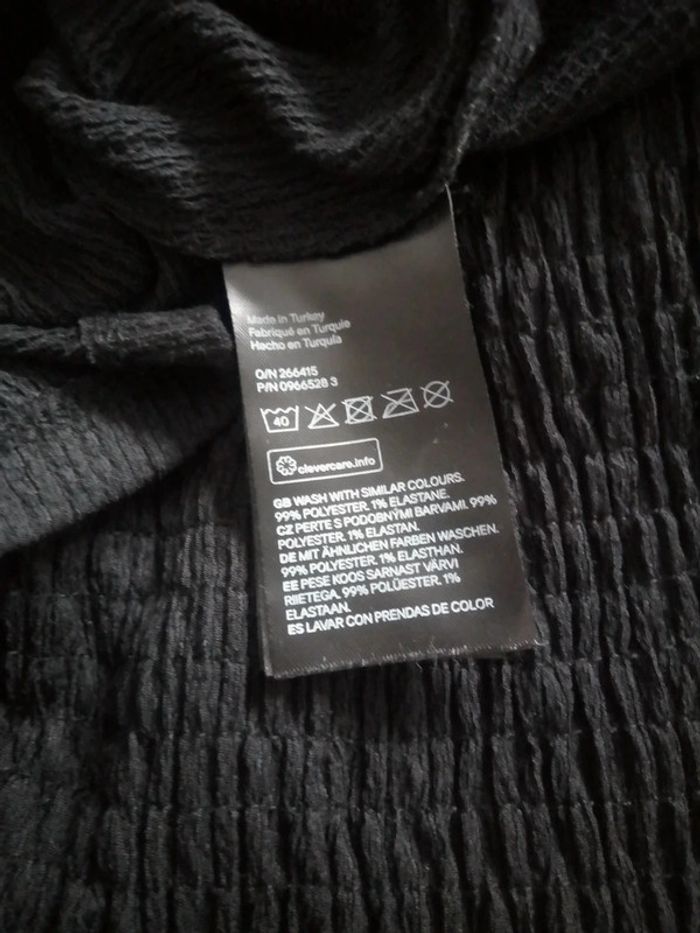 Made in Turkey
Fabriqué en Turquie
Hecho en Turquía
O/N 266415
P/N 0966528 3
40
clevercare.info
GB WASH WITH SIMILAR COLOURS.
99% POLYESTER. 1% ELASTANE.
CZ PERTE S PODOBNÝMI BARVAMI. 99%
POLYESTER. 1% ELASTAN.
DE MIT ÄHNLICHEN FARBEN WASCHEN.
99% POLYESTER. 1% ELASTHAN.
EE PESE KOOS SARNAST VÄRVI
RIIETEGA. 99% POLÜESTER. 1%
ELASTAAN.
ES LAVAR CON PRENDAS DE COLOR